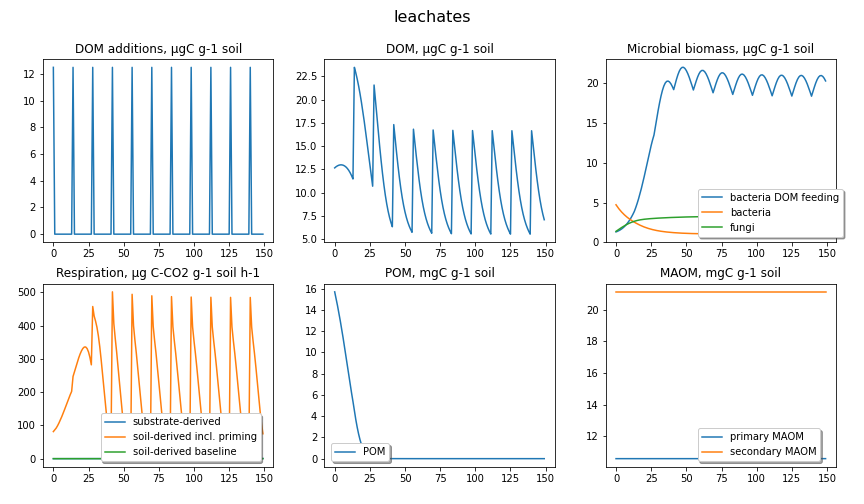 leachates
DOM additions, µgC g-1 soil
DOM, µgC g-1 soil
Microbial biomass, µgC g-1 soil
12
10
8
6
4
2
0
0 25 50 75 100 125 150
22.5
20.0
17.5
15.0
12.5
10.0
7.5
5.0
0 25 50 75 100 125 150
20
15
10
5
0
bacteria DOM feeding
bacteria
fungi
0 25 50 75 100 125 150
Respiration, µg C-CO2 g-1 soil h-1
POM, mgC g-1 soil
MAOM, mgC g-1 soil
500
400
300
200
100
0
substrate-derived
soil-derived incl. priming
soil-derived baseline
0 25 50 75 100 125 150
16
14
12
10
8
6
4
2
0
POM
0 25 50 75 100 125 150
20
18
16
14
12
primary MAOM
secondary MAOM
0 25 50 75 100 125 150